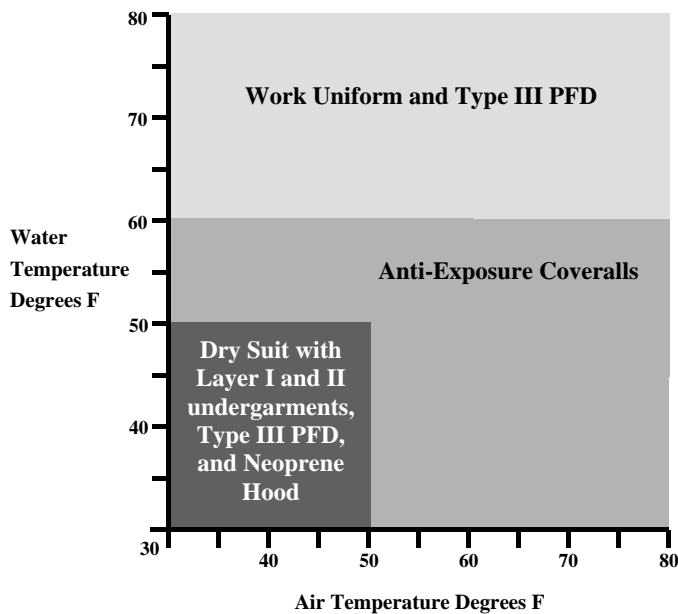 80
Work Uniform and Type III PFD
70
60
Water
Temperature
Degrees F
Anti-Exposure Coveralls
50
Dry Suit with
Layer I and II
undergarments,
Type III PFD,
and Neoprene
Hood
40
30
40
50
60
70
80
Air Temperature Degrees F